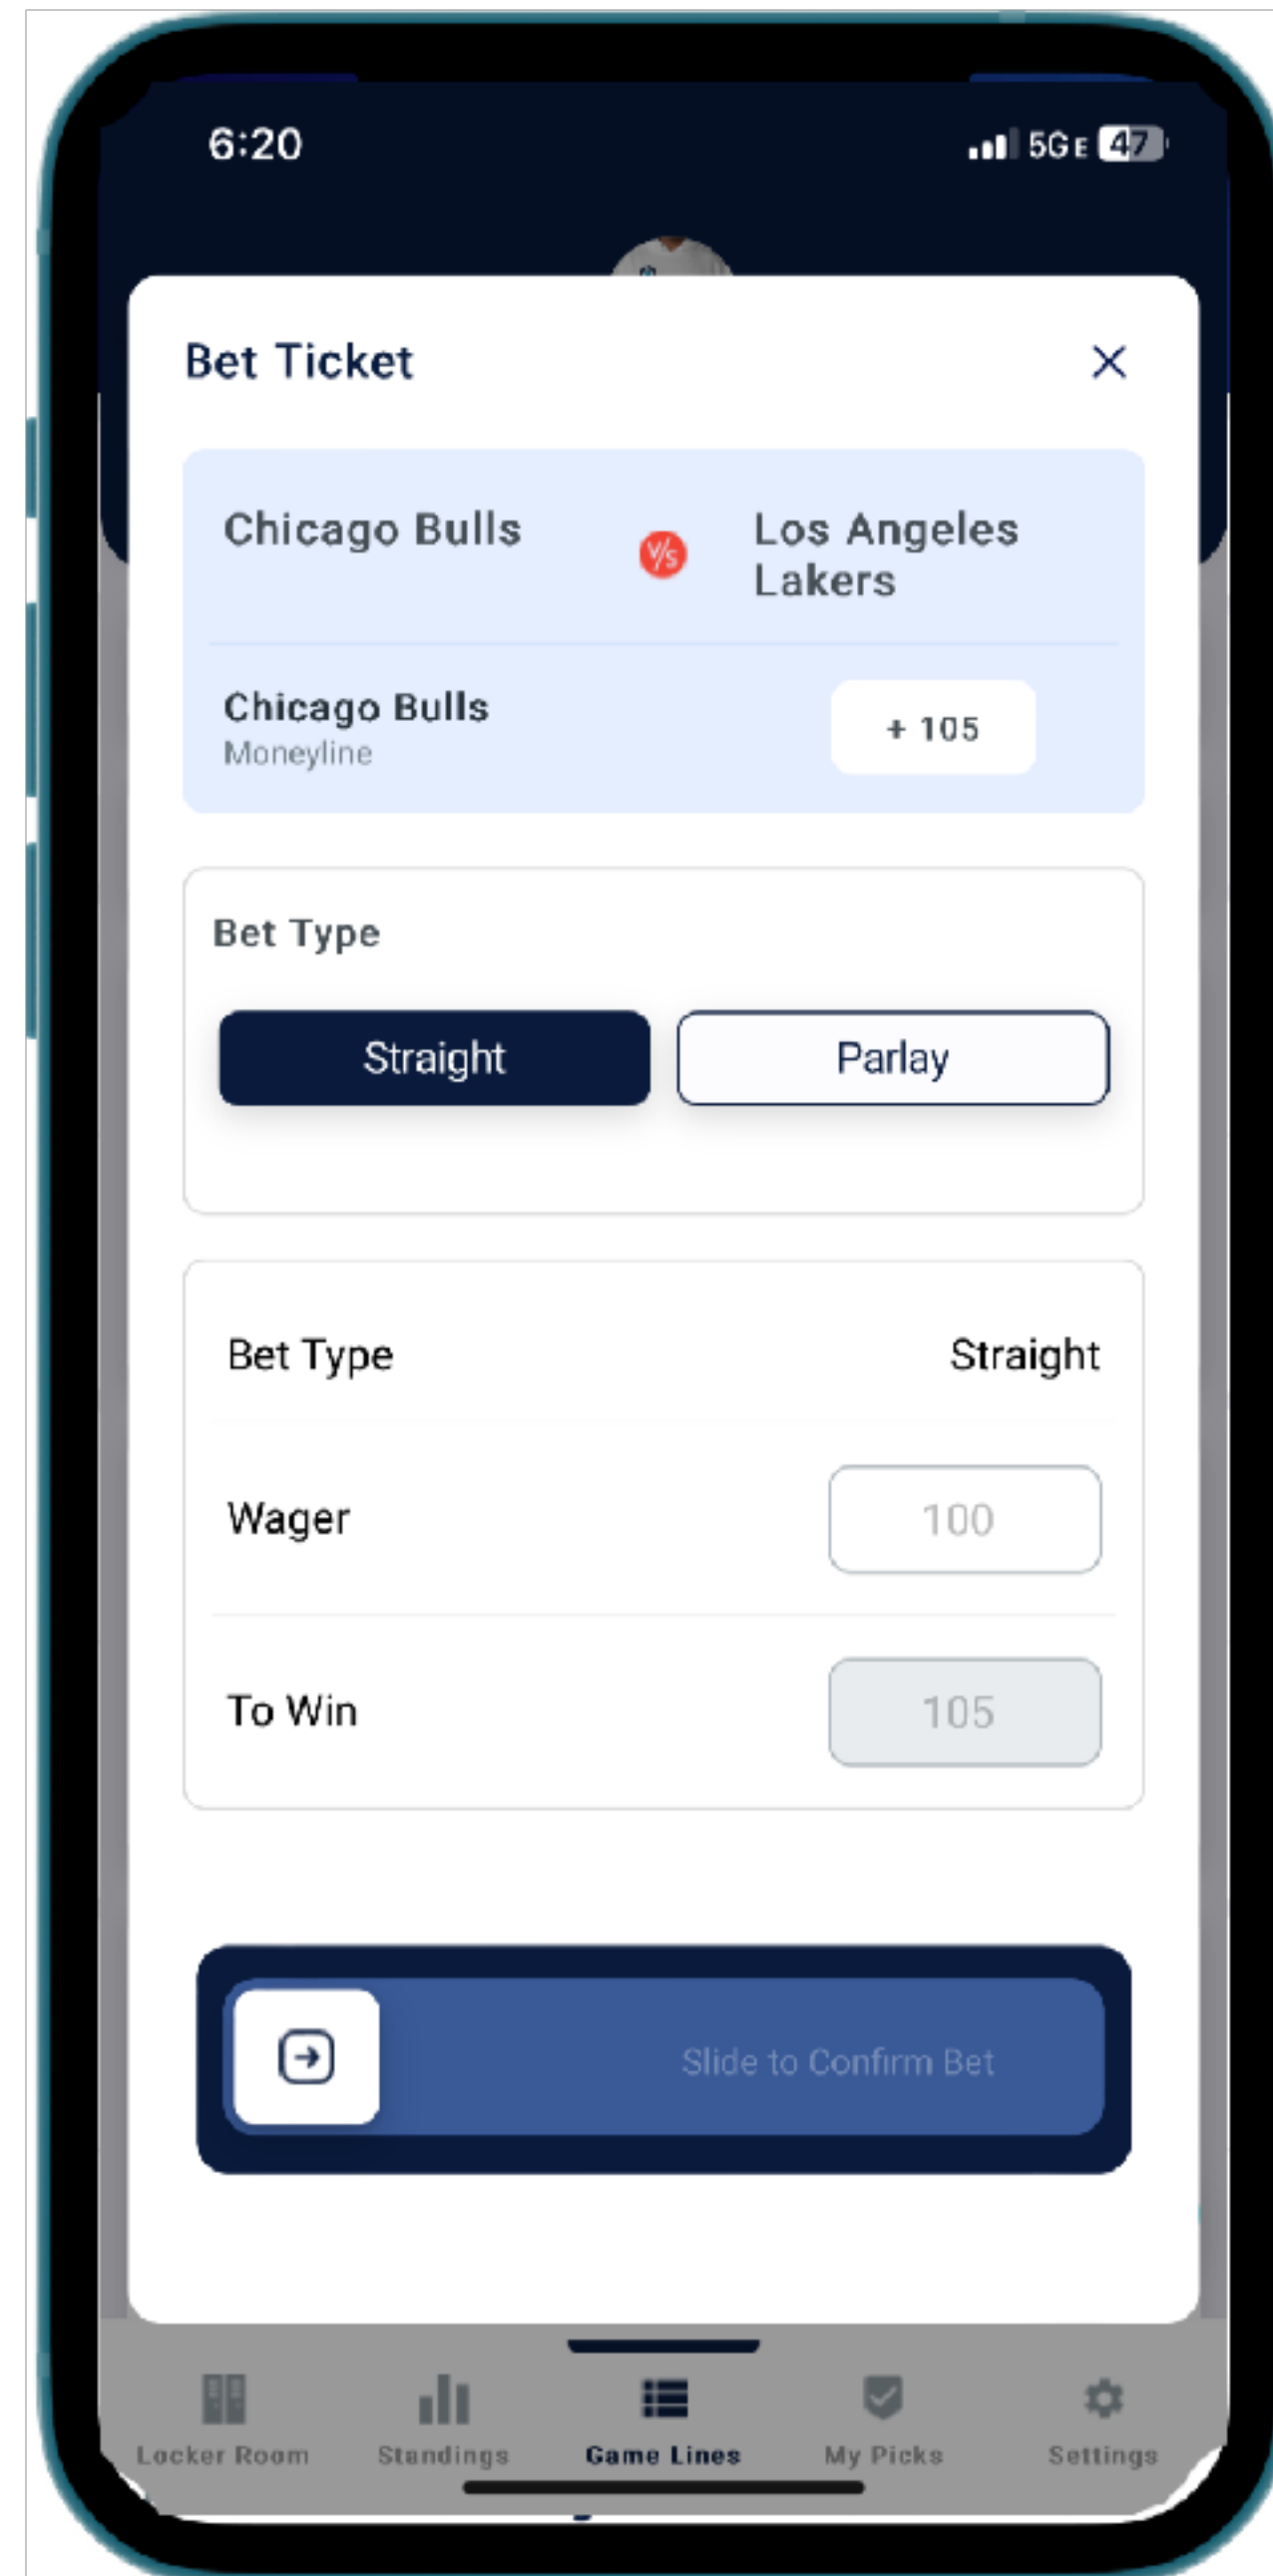 6:20
5GE 47
Bet Ticket
Chicago Bulls
V/S
Los Angeles
Lakers
Chicago Bulls
Moneyline
+ 105
Bet Type
Straight
Parlay
Bet Type
Straight
Wager
100
To Win
105
Slide to Confirm Bet
Locker Room
Standings
Game Lines
My Picks
Settings